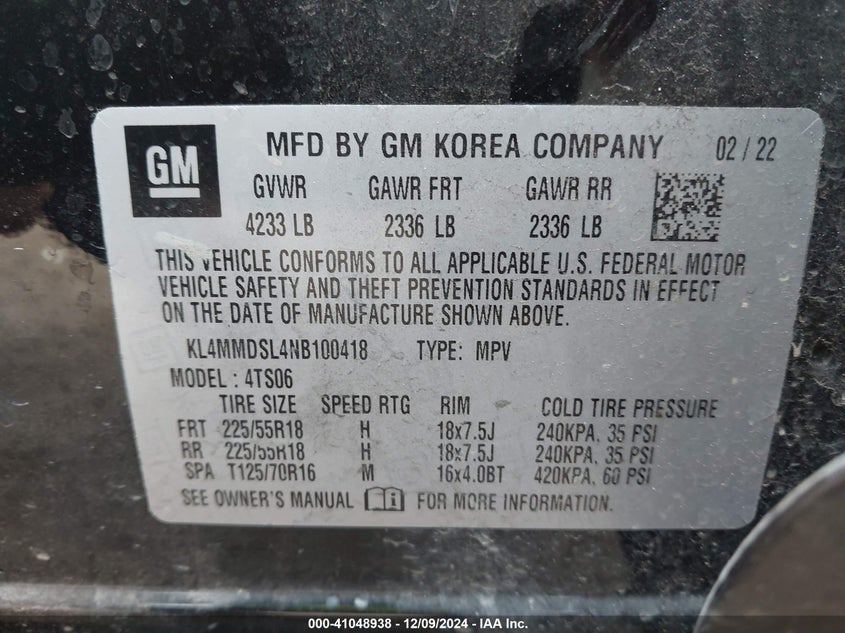 GM
MFD BY GM KOREA COMPANY 02 / 22
GVWR GAWR FRT GAWR RR
4233 LB 2336 LB 2336 LB
THIS VEHICLE CONFORMS TO ALL APPLICABLE U.S. FEDERAL MOTOR
VEHICLE SAFETY AND THEFT PREVENTION STANDARDS IN EFFECT
ON THE DATE OF MANUFACTURE SHOWN ABOVE.
KL4MMDSL4NB100418 TYPE: MPV
MODEL : 4TS06
TIRE SIZE SPEED RTG RIM COLD TIRE PRESSURE
FRT 225/55R18 H 18x7.5J 240KPA, 35 PSI
RR 225/55R18 H 18x7.5J 240KPA, 35 PSI
SPA T125/70R16 M 16x4.0BT 420KPA, 60 PSI
SEE OWNER'S MANUAL FOR MORE INFORMATION.
000-41048938 - 12/09/2024 - IAA Inc.